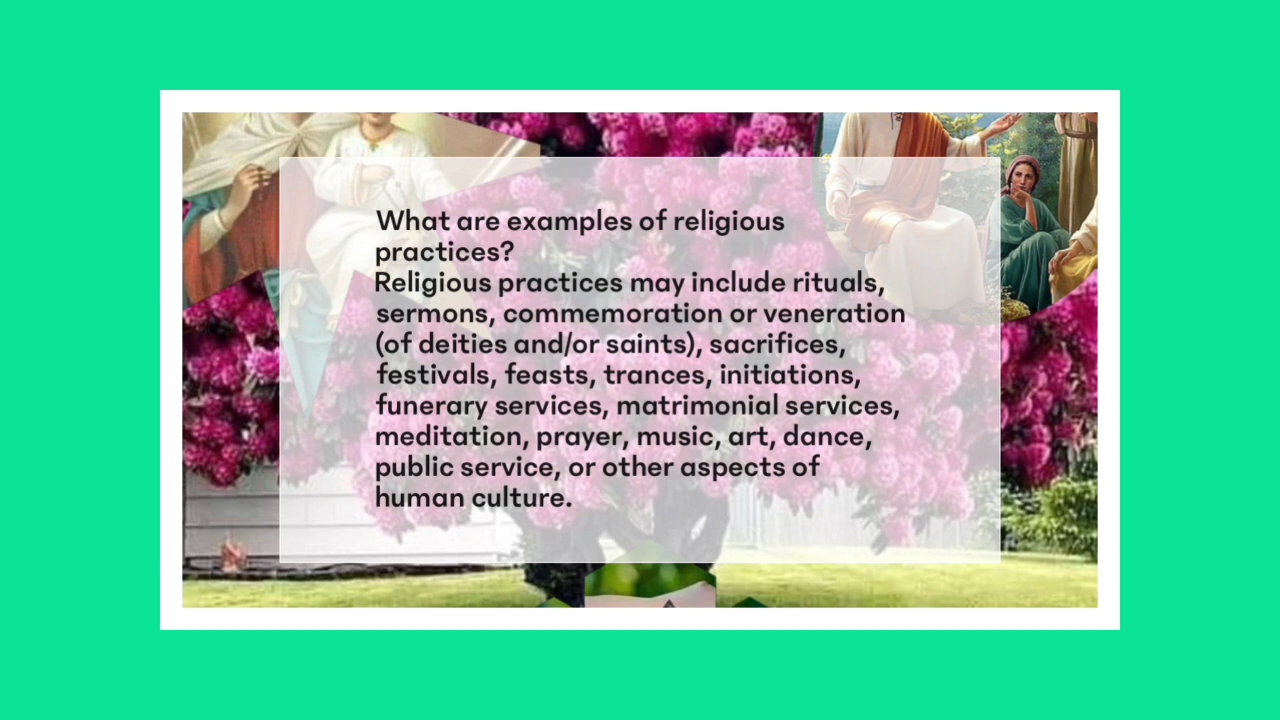 What are examples of religious
practices?
Religious practices may include rituals,
sermons, commemoration or veneration
(of deities and/or saints), sacrifices,
festivals, feasts, trances, initiations,
funerary services, matrimonial services,
meditation, prayer, music, art, dance,
public service, or other aspects of
human culture.